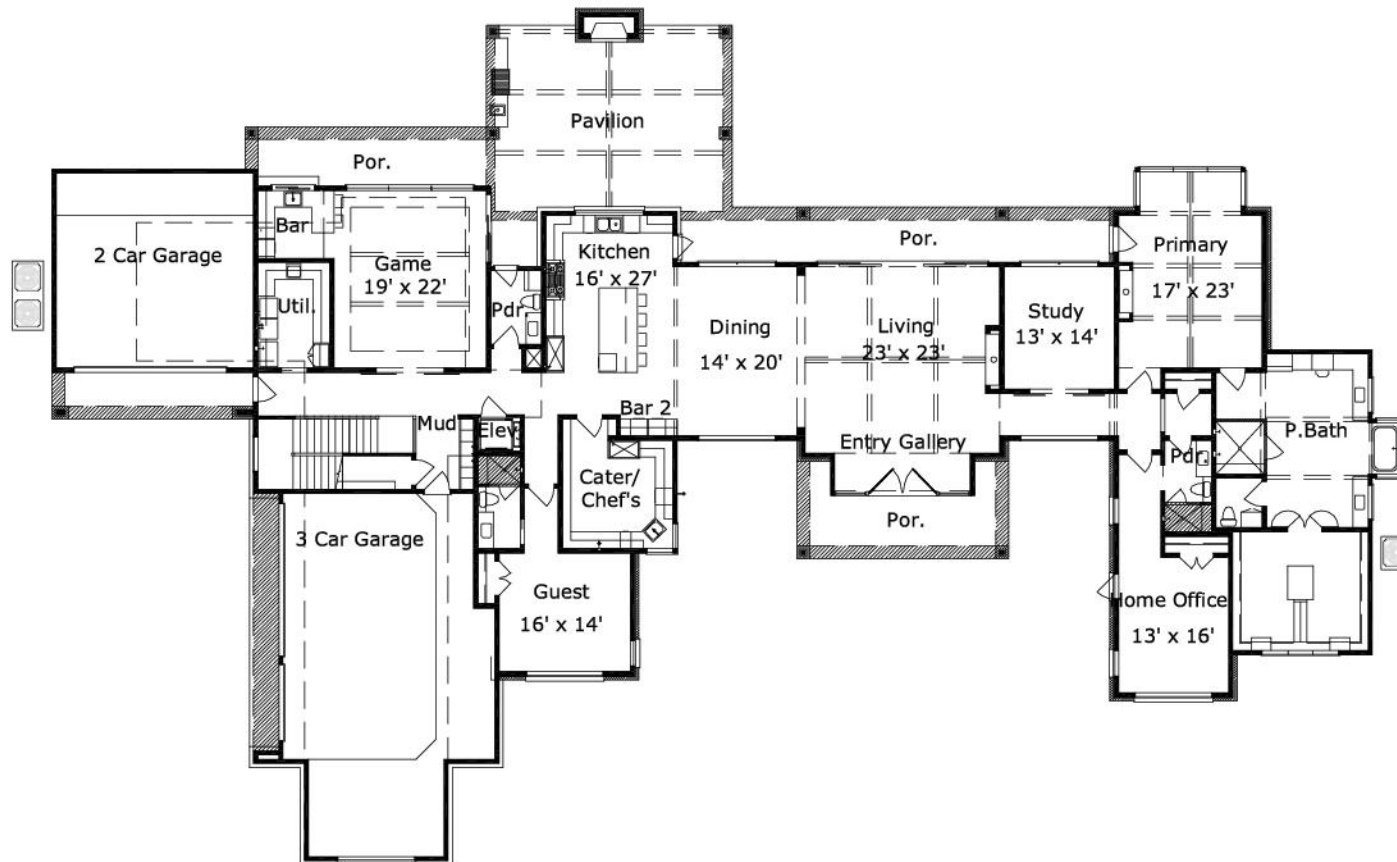 Pavilion
Por.
Bar
2 Car Garage
Game
19' x 22'
Util.
Pdr.
Kitchen
16' x 27'
Por.
Primary
17' x 23'
Dining
14' x 20'
Living
23' x 23'
Study
13' x 14'
Mud
Elev.
Bar 2
Entry Gallery
Pdr.
P.Bath
Cater/
Chef's
3 Car Garage
Por.
Guest
16' x 14'
Home Office
13' x 16'